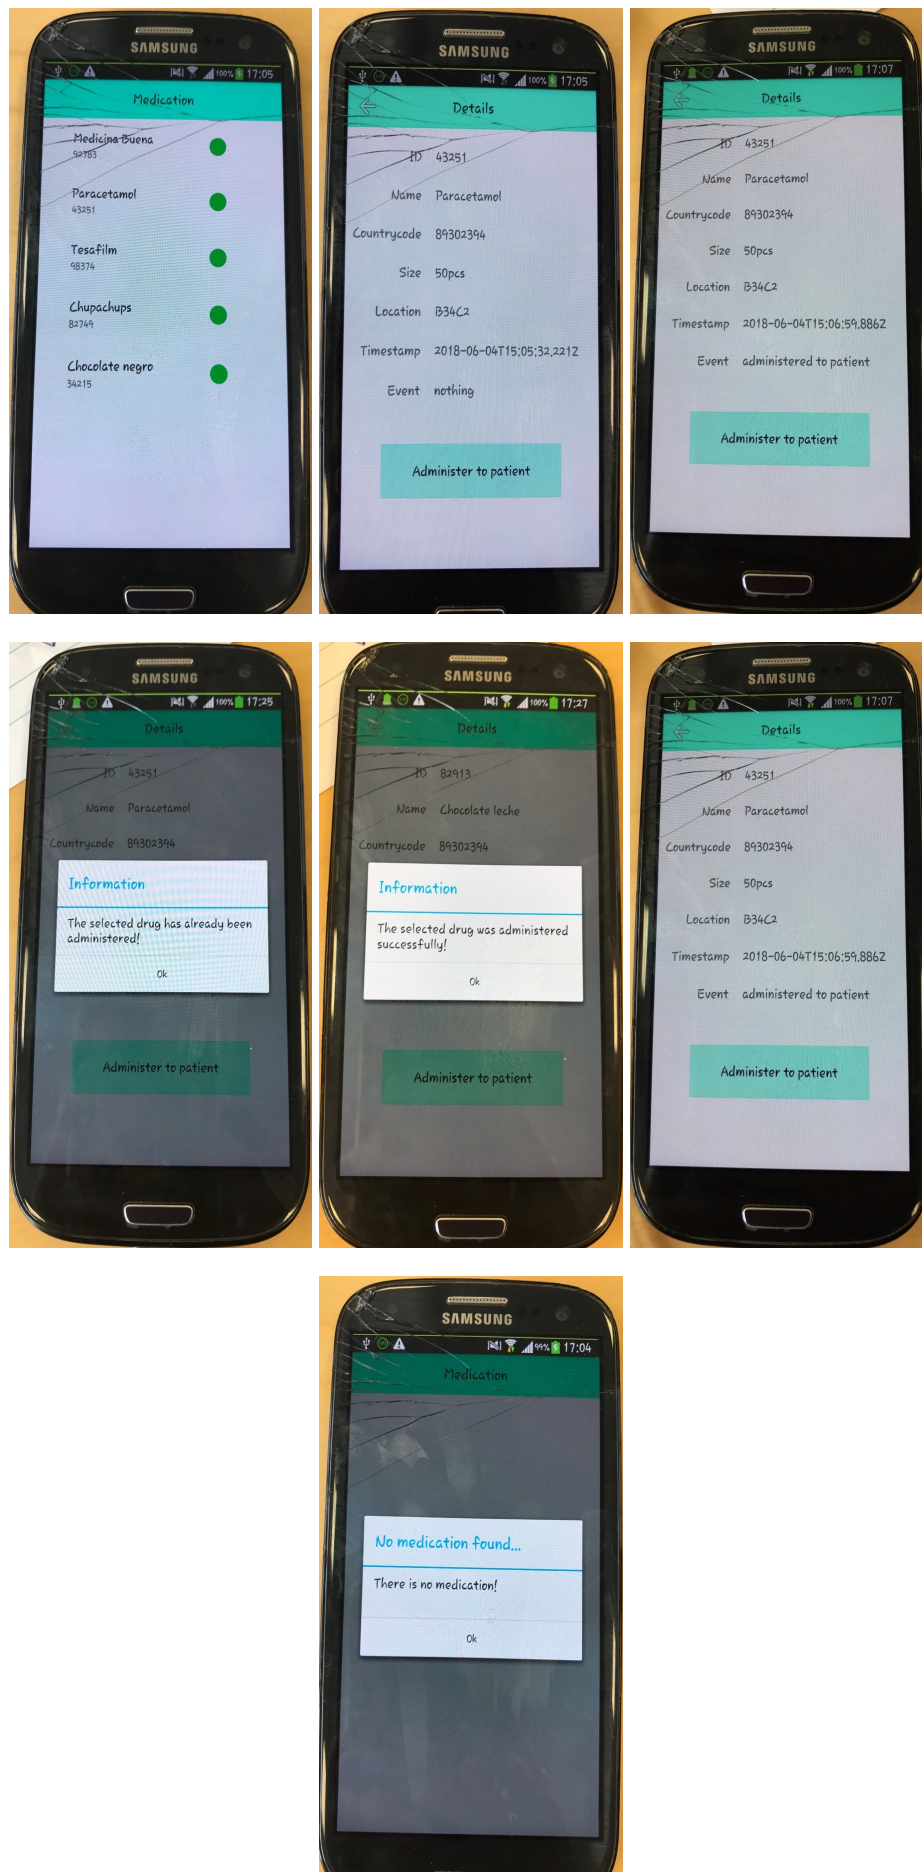 SAMSUNG
100% 17:05
Medication
Medicina Buena
92783
Paracetamol
43251
Tesafilm
98374
Chupachups
82749
Chocolate negro
34215
SAMSUNG
100% 17:05
Details
ID 43251
Name Paracetamol
Countrycode 89302394
Size 50pcs
Location B34C2
Timestamp 2018-06-04T15:05:32.221Z
Event nothing
Administer to patient
SAMSUNG
100% 17:07
Details
ID 43251
Name Paracetamol
Countrycode 89302394
Size 50pcs
Location B34C2
Timestamp 2018-06-04T15:06:59.886Z
Event administered to patient
Administer to patient
SAMSUNG
100% 17:25
Details
ID 43251
Name Paracetamol
Countrycode 89302394
Information
The selected drug has already been
administered!
Ok
Administer to patient
SAMSUNG
100% 17:27
Details
ID 82913
Name Chocolate leche
Countrycode 89302394
Information
The selected drug was administered
successfully!
Ok
Administer to patient
SAMSUNG
100% 17:07
Details
ID 43251
Name Paracetamol
Countrycode 89302394
Size 50pcs
Location B34C2
Timestamp 2018-06-04T15:06:59.886Z
Event administered to patient
Administer to patient
SAMSUNG
99% 17:04
Medication
No medication found...
There is no medication!
Ok